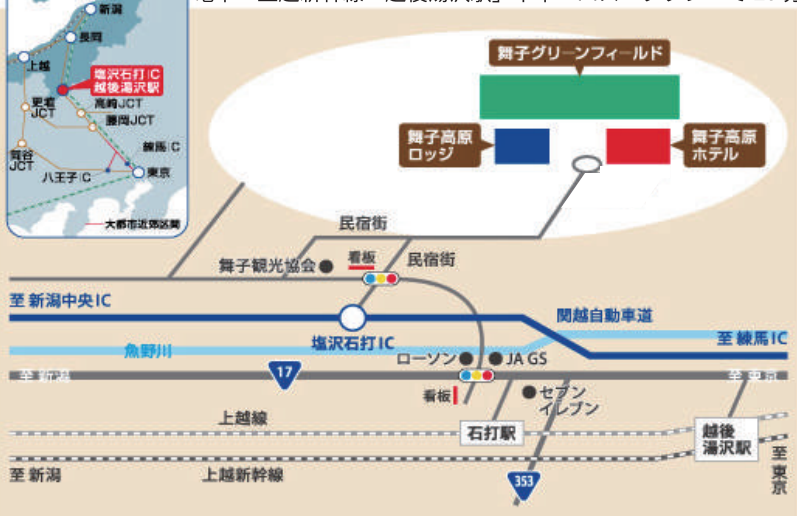 新潟
長岡
上越
塩沢石打IC
越後湯沢駅
更埴
JCT
高崎JCT
藤岡JCT
練馬IC
岡谷
JCT
八王子IC
東京
大都市近郊区間
舞子グリーンフィールド
舞子高原
ロッジ
舞子高原
ホテル
民宿街
舞子観光協会
看板
民宿街
至 新潟中央IC
関越自動車道
塩沢石打IC
至 練馬IC
魚野川
ローソン
JA GS
至 新潟
17
至 東京
看板
セブン
イレブン
上越線
石打駅
越後
湯沢駅
至 新潟
上越新幹線
353
至東京